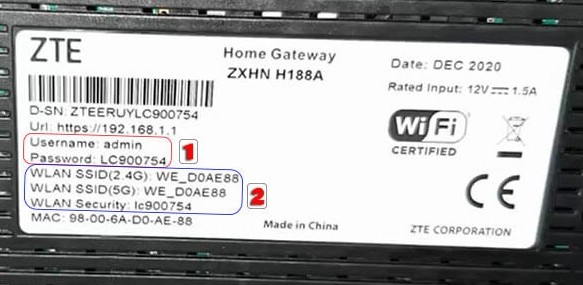 ZTE
Home Gateway
ZXHN H188A
Date: DEC 2020
Rated Input: 12V⎓1.5A
D-SN: ZTEERUYLC900754
Url: https://192.168.1.1
Username: admin
Password: LC900754
1
WLAN SSID(2.4G): WE_D0AE88
WLAN SSID(5G): WE_D0AE88
WLAN Security: lc900754
2
MAC: 98-00-6A-D0-AE-88
Wi Fi
CERTIFIED
CE
Made in China
ZTE CORPORATION